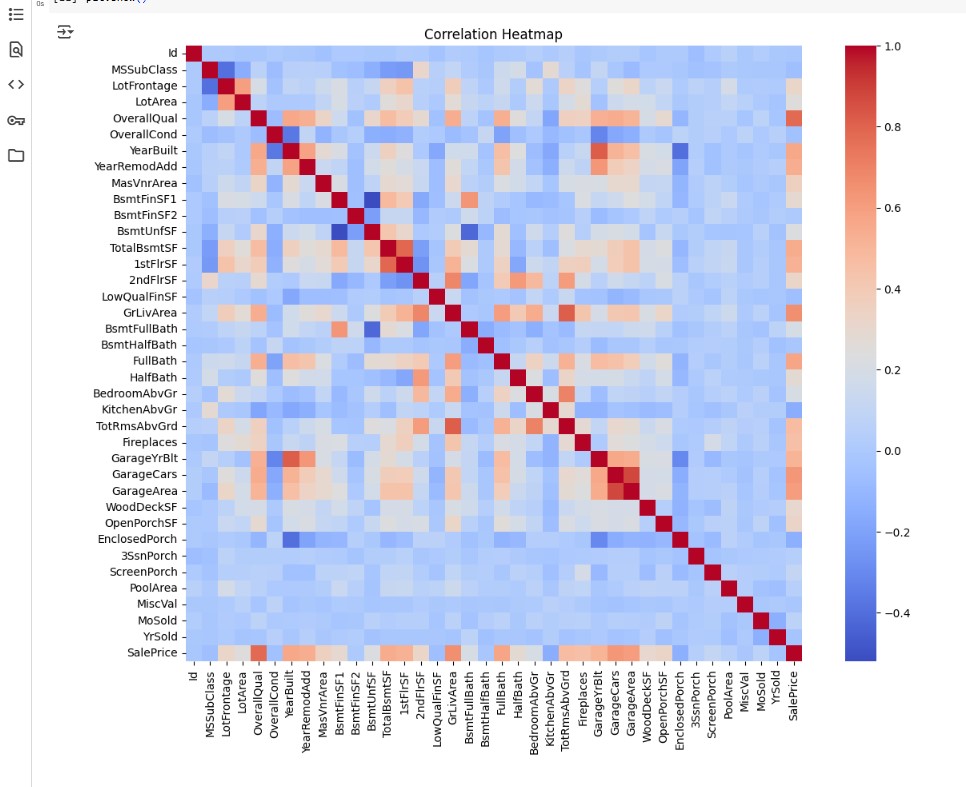 Correlation Heatmap
Id
MSSubClass
LotFrontage
LotArea
OverallQual
OverallCond
YearBuilt
YearRemodAdd
MasVnrArea
BsmtFinSF1
BsmtFinSF2
BsmtUnfSF
TotalBsmtSF
1stFlrSF
2ndFlrSF
LowQualFinSF
GrLivArea
BsmtFullBath
BsmtHalfBath
FullBath
HalfBath
BedroomAbvGr
KitchenAbvGr
TotRmsAbvGrd
Fireplaces
GarageYrBlt
GarageCars
GarageArea
WoodDeckSF
OpenPorchSF
EnclosedPorch
3SsnPorch
ScreenPorch
PoolArea
MiscVal
MoSold
YrSold
SalePrice
Id
MSSubClass
LotFrontage
LotArea
OverallQual
OverallCond
YearBuilt
YearRemodAdd
MasVnrArea
BsmtFinSF1
BsmtFinSF2
BsmtUnfSF
TotalBsmtSF
1stFlrSF
2ndFlrSF
LowQualFinSF
GrLivArea
BsmtFullBath
BsmtHalfBath
FullBath
HalfBath
BedroomAbvGr
KitchenAbvGr
TotRmsAbvGrd
Fireplaces
GarageYrBlt
GarageCars
GarageArea
WoodDeckSF
OpenPorchSF
EnclosedPorch
3SsnPorch
ScreenPorch
PoolArea
MiscVal
MoSold
YrSold
SalePrice
1.0
0.8
0.6
0.4
0.2
0.0
−0.2
−0.4